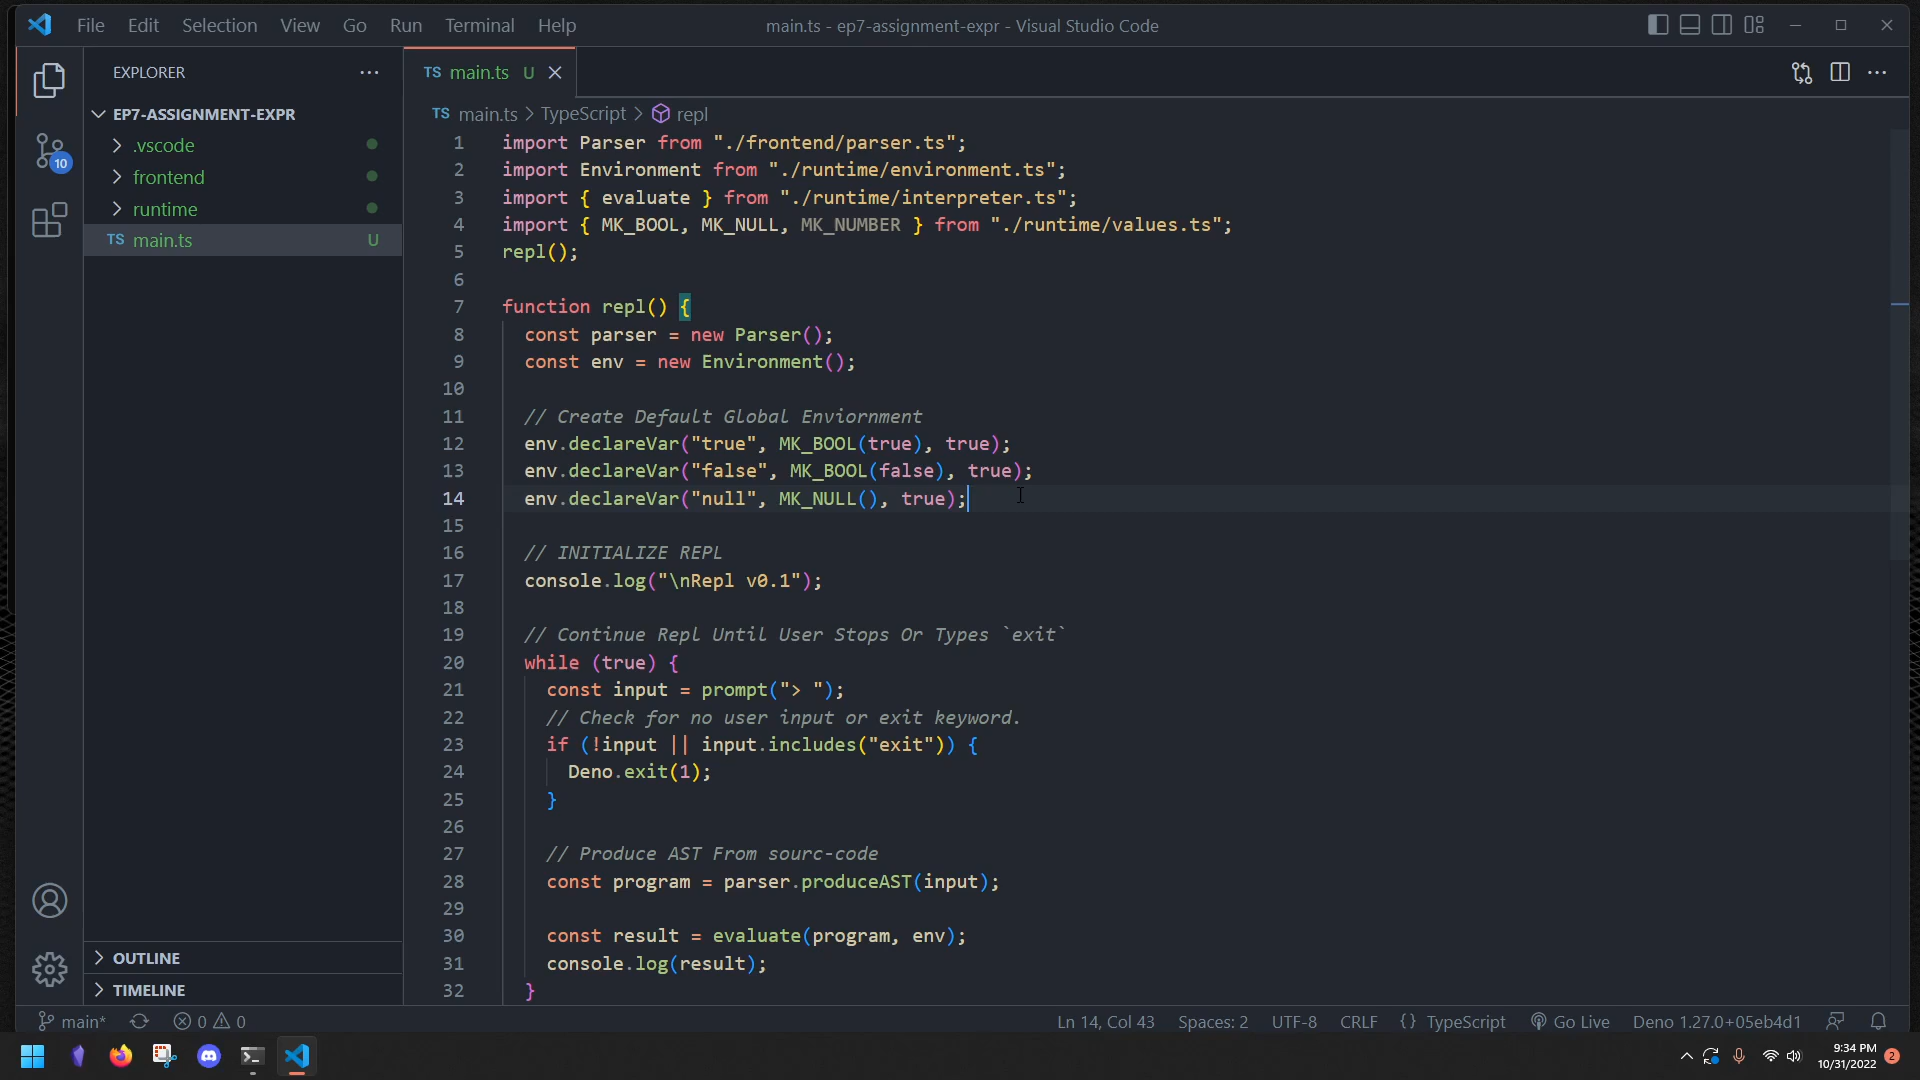 File Edit Selection View Go Run Terminal Help
main.ts - ep7-assignment-expr - Visual Studio Code
EXPLORER
TS main.ts U
TS main.ts > TypeScript > repl
EP7-ASSIGNMENT-EXPR
.vscode
frontend
runtime
TS main.ts U
10
1 import Parser from "./frontend/parser.ts";
2 import Environment from "./runtime/environment.ts";
3 import { evaluate } from "./runtime/interpreter.ts";
4 import { MK_BOOL, MK_NULL, MK_NUMBER } from "./runtime/values.ts";
5 repl();
6
7 function repl() {
8 const parser = new Parser();
9 const env = new Environment();
10
11 // Create Default Global Enviornment
12 env.declareVar("true", MK_BOOL(true), true);
13 env.declareVar("false", MK_BOOL(false), true);
14 env.declareVar("null", MK_NULL(), true);
15
16 // INITIALIZE REPL
17 console.log("\nRepl v0.1");
18
19 // Continue Repl Until User Stops Or Types `exit`
20 while (true) {
21 const input = prompt("> ");
22 // Check for no user input or exit keyword.
23 if (!input || input.includes("exit")) {
24 Deno.exit(1);
25 }
26
27 // Produce AST From sourc-code
28 const program = parser.produceAST(input);
29
30 const result = evaluate(program, env);
31 console.log(result);
32 }
OUTLINE
TIMELINE
main* 0 0
Ln 14, Col 43 Spaces: 2 UTF-8 CRLF {} TypeScript Go Live Deno 1.27.0+05eb4d1
9:34 PM
10/31/2022
2